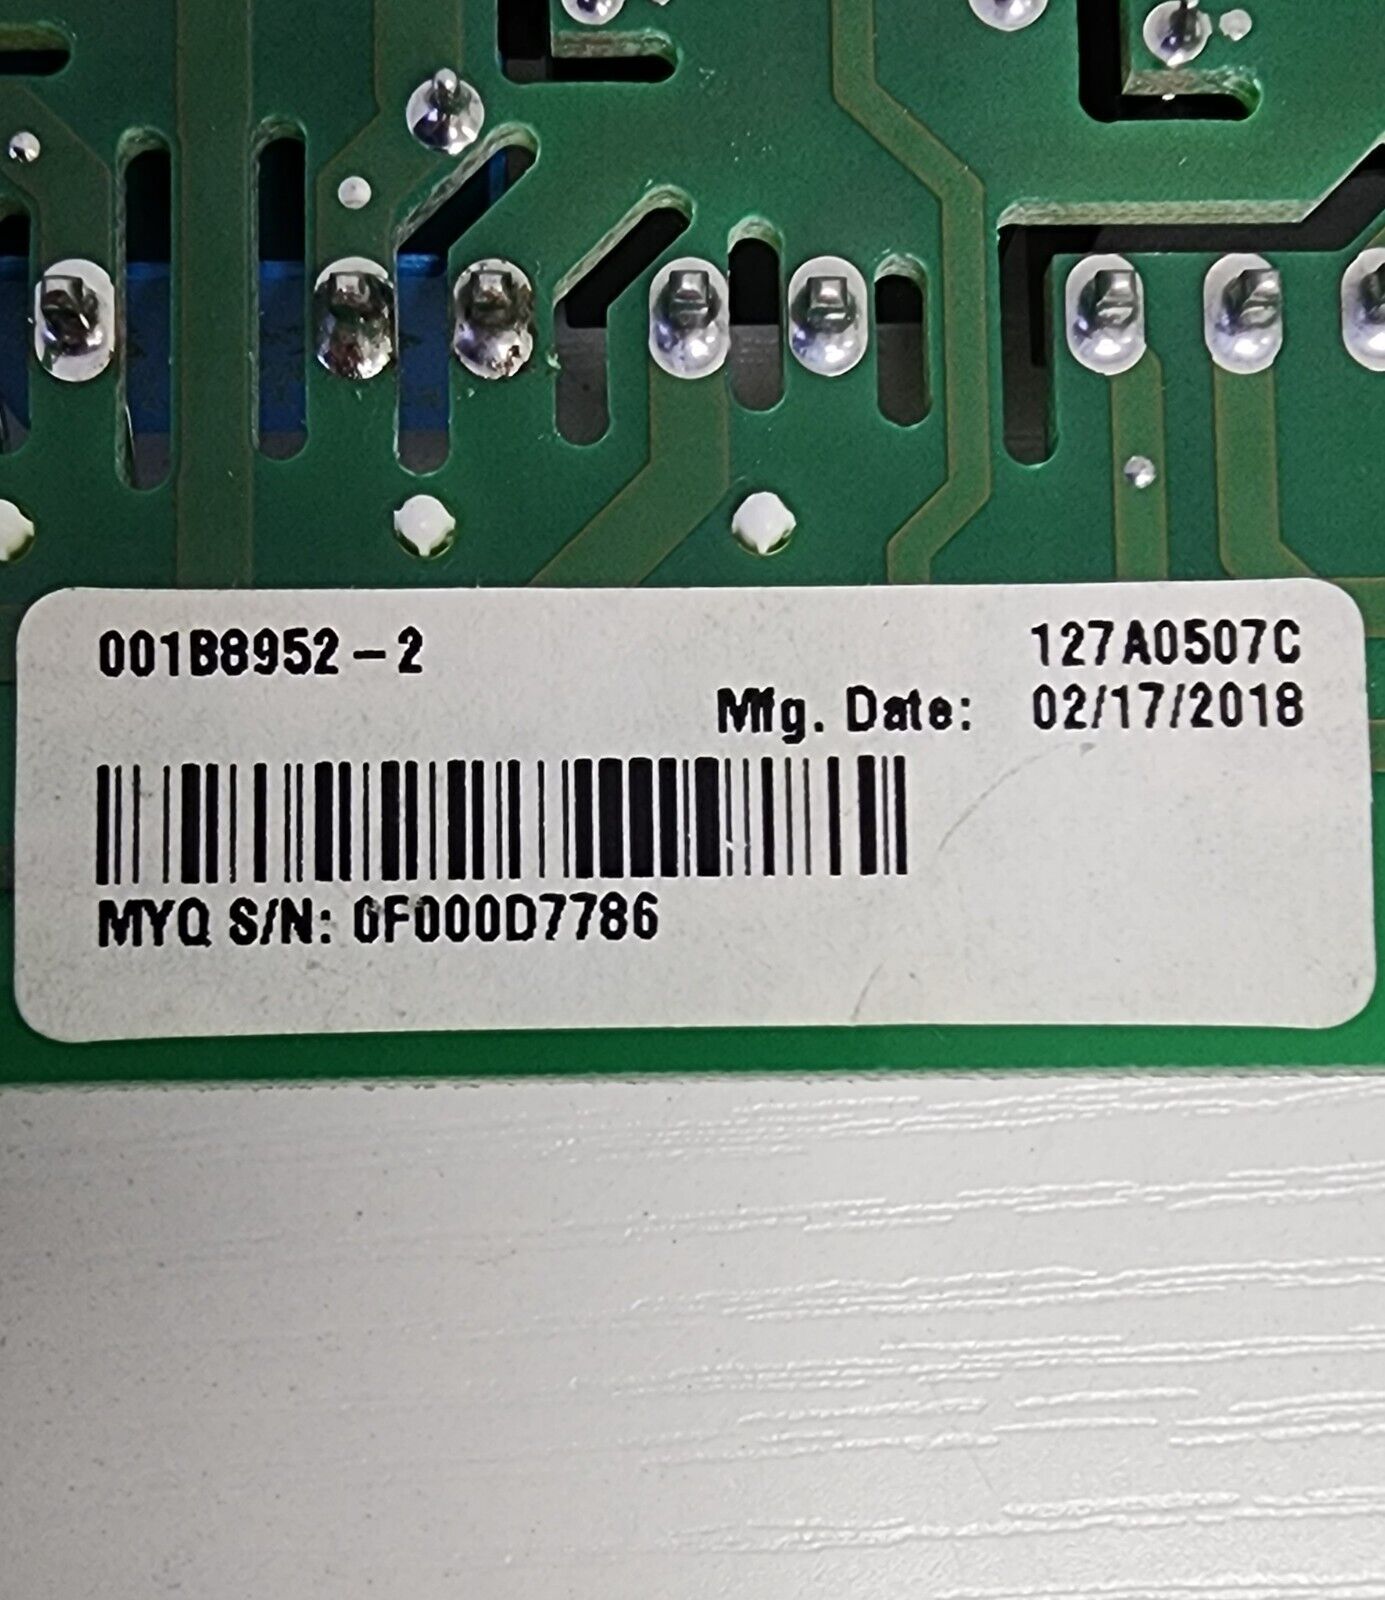 001B8952-2 127A0507C
Mfg. Date: 02/17/2018
MYQ S/N: 0F000D7786